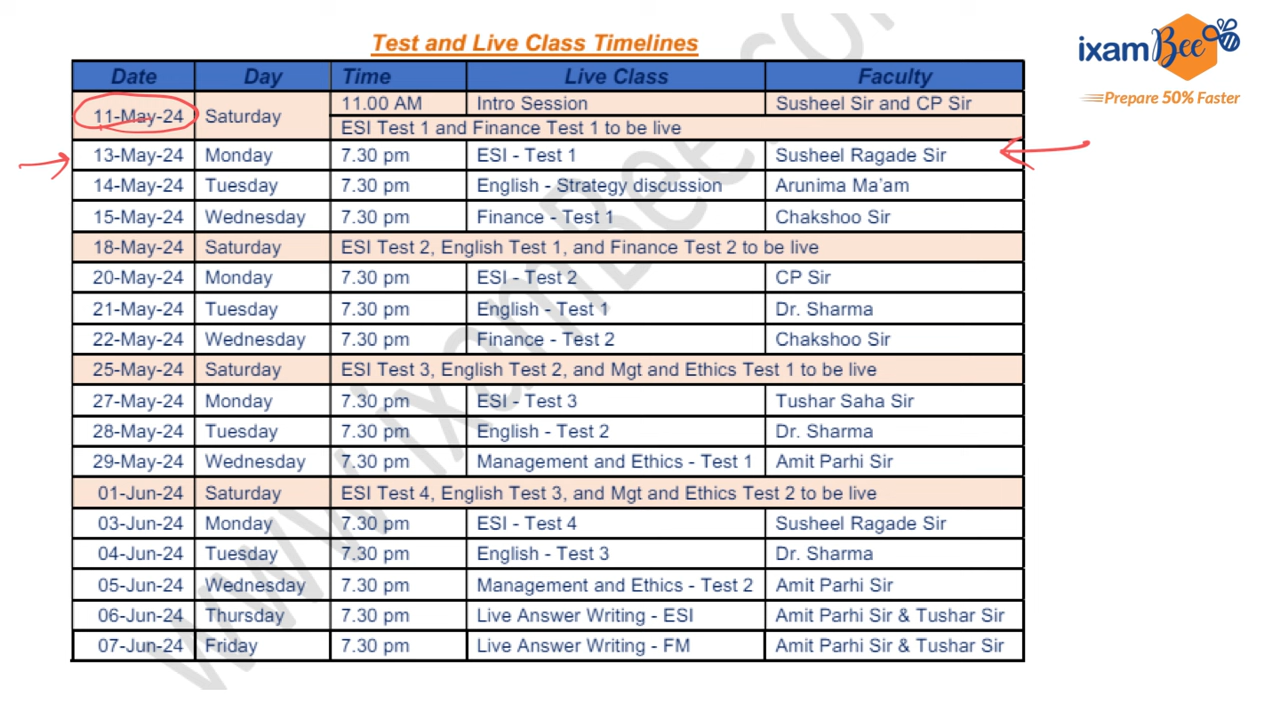 Test and Live Class Timelines
ixamBee
Prepare 50% Faster
Date Day Time Live Class Faculty
11-May-24 Saturday 11.00 AM Intro Session Susheel Sir and CP Sir
ESI Test 1 and Finance Test 1 to be live
13-May-24 Monday 7.30 pm ESI - Test 1 Susheel Ragade Sir
14-May-24 Tuesday 7.30 pm English - Strategy discussion Arunima Ma'am
15-May-24 Wednesday 7.30 pm Finance - Test 1 Chakshoo Sir
18-May-24 Saturday ESI Test 2, English Test 1, and Finance Test 2 to be live
20-May-24 Monday 7.30 pm ESI - Test 2 CP Sir
21-May-24 Tuesday 7.30 pm English - Test 1 Dr. Sharma
22-May-24 Wednesday 7.30 pm Finance - Test 2 Chakshoo Sir
25-May-24 Saturday ESI Test 3, English Test 2, and Mgt and Ethics Test 1 to be live
27-May-24 Monday 7.30 pm ESI - Test 3 Tushar Saha Sir
28-May-24 Tuesday 7.30 pm English - Test 2 Dr. Sharma
29-May-24 Wednesday 7.30 pm Management and Ethics - Test 1 Amit Parhi Sir
01-Jun-24 Saturday ESI Test 4, English Test 3, and Mgt and Ethics Test 2 to be live
03-Jun-24 Monday 7.30 pm ESI - Test 4 Susheel Ragade Sir
04-Jun-24 Tuesday 7.30 pm English - Test 3 Dr. Sharma
05-Jun-24 Wednesday 7.30 pm Management and Ethics - Test 2 Amit Parhi Sir
06-Jun-24 Thursday 7.30 pm Live Answer Writing - ESI Amit Parhi Sir & Tushar Sir
07-Jun-24 Friday 7.30 pm Live Answer Writing - FM Amit Parhi Sir & Tushar Sir
www.ixamBee.com